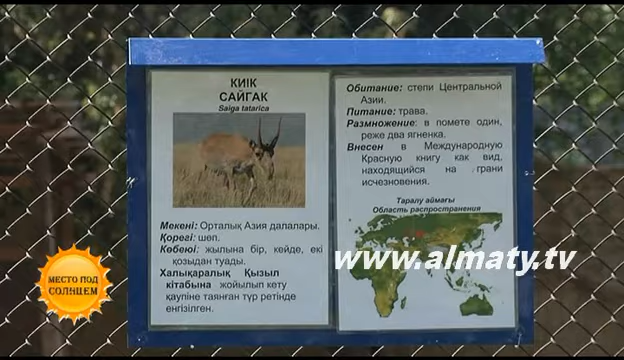 КИІК
САЙГАК
Saiga tatarica
Мекені: Орталық Азия далалары.
Қорегі: шөп.
Көбеюі: жылына бір, кейде, екі
қозыдан туады.
Халықаралық Қызыл
кітабына жойылып кету
қаупіне таянған түр ретінде
енгізілген.
Обитание: степи Центральной
Азии.
Питание: трава.
Размножение: в помете один,
реже два ягненка.
Внесен в Международную
Красную книгу как вид,
находящийся на грани
исчезновения.
Таралу аймағы
Область распространения
www.almaty.tv
МЕСТО ПОД
СОЛНЦЕМ